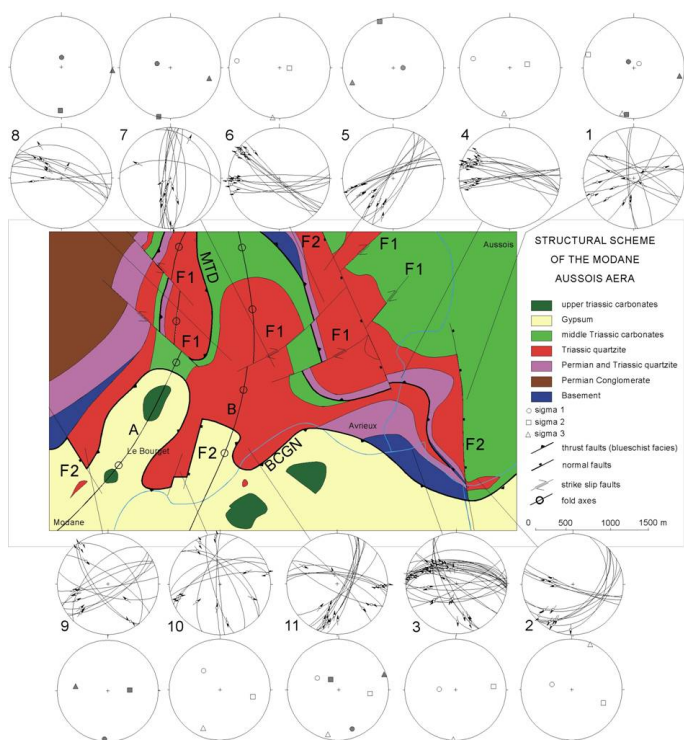 8
7
6
5
4
1
F1
MTD
F1
F1
F2
F1
F1
Aussois
A
B
Le Bourget
F2
F2
BCGN
Avrieux
F2
Modane
STRUCTURAL SCHEME
OF THE MODANE
AUSSOIS AERA
upper triassic carbonates
Gypsum
middle Triassic carbonates
Triassic quartzite
Permian and Triassic quartzite
Permian Conglomerate
Basement
sigma 1
sigma 2
sigma 3
thrust faults (blueschist facies)
normal faults
strike slip faults
fold axes
0 500 1000 1500 m
9
10
11
3
2